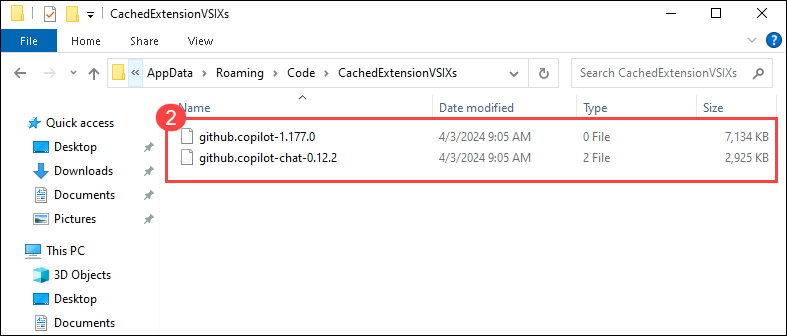 CachedExtensionVSIXs
File Home Share View
« AppData > Roaming > Code > CachedExtensionVSIXs
Search CachedExtensionVSIXs
Name Date modified Type Size
2
github.copilot-1.177.0 4/3/2024 9:05 AM 0 File 7,134 KB
github.copilot-chat-0.12.2 4/3/2024 9:05 AM 2 File 2,925 KB
Quick access
Desktop
Downloads
Documents
Pictures
This PC
3D Objects
Desktop
Documents